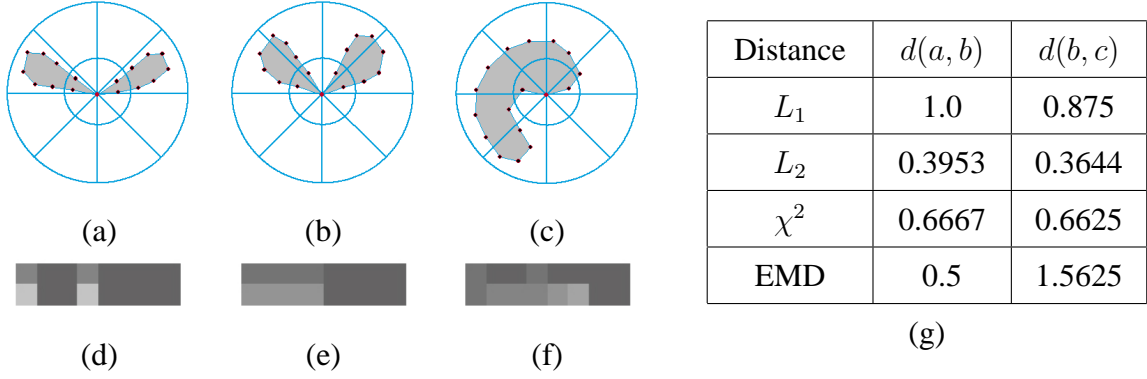 (a) (b) (c)
(d) (e) (f)
Distance d(a, b) d(b, c)
L₁ 1.0 0.875
L₂ 0.3953 0.3644
χ² 0.6667 0.6625
EMD 0.5 1.5625
(g)